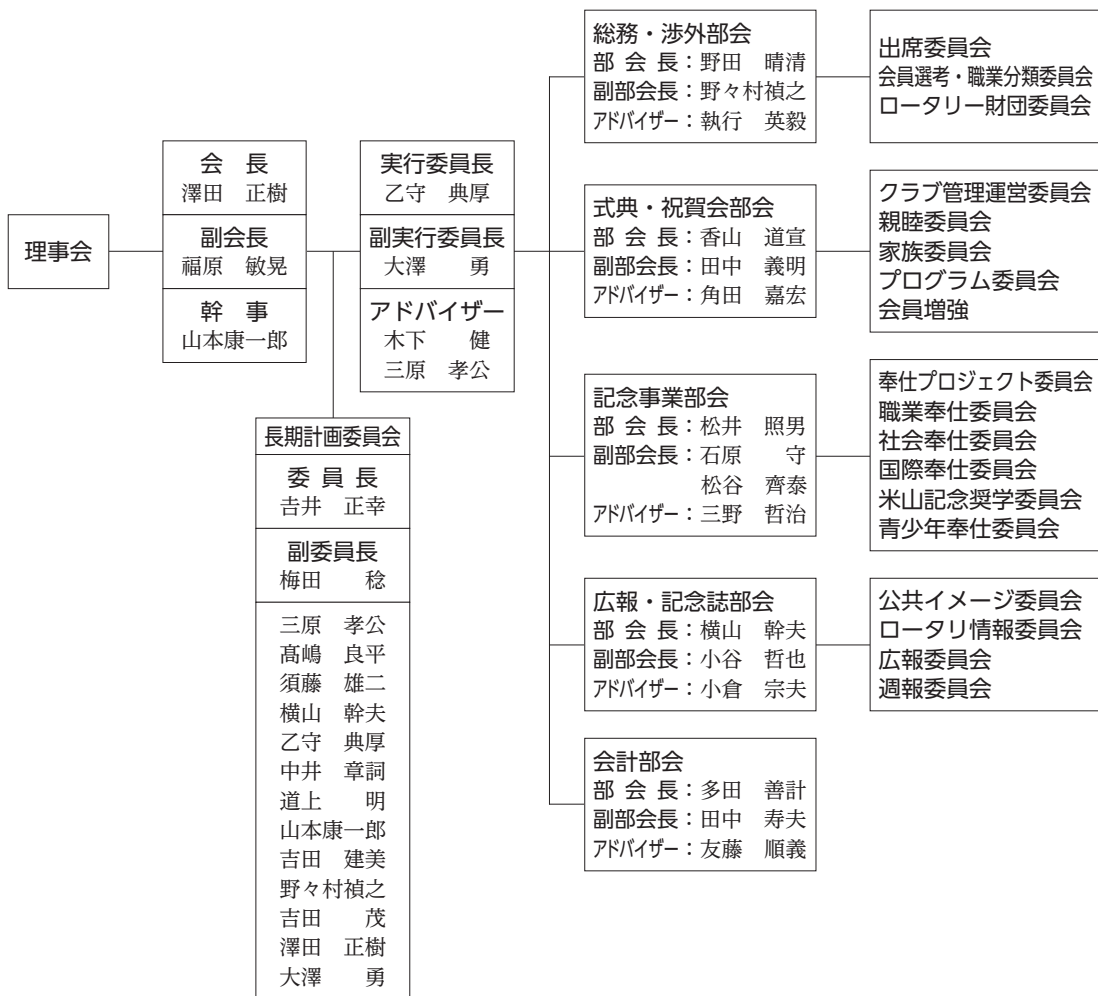 理事会
会　長
澤田　正樹
副会長
福原　敏晃
幹　事
山本康一郎
長期計画委員会
委 員 長
𠮷井　正幸
副委員長
梅田　　稔
三原　孝公
髙嶋　良平
須藤　雄二
横山　幹夫
乙守　典厚
中井　章詞
道上　　明
山本康一郎
吉田　建美
野々村禎之
吉田　　茂
澤田　正樹
大澤　　勇
実行委員長
乙守　典厚
副実行委員長
大澤　　勇
アドバイザー
木下　　健
三原　孝公
総務・渉外部会
部 会 長：野田　晴清
副部会長：野々村禎之
アドバイザー：執行　英毅
出席委員会
会員選考・職業分類委員会
ロータリー財団委員会
式典・祝賀会部会
部 会 長：香山　道宣
副部会長：田中　義明
アドバイザー：角田　嘉宏
クラブ管理運営委員会
親睦委員会
家族委員会
プログラム委員会
会員増強
記念事業部会
部 会 長：松井　照男
副部会長：石原　　守
松谷　齊泰
アドバイザー：三野　哲治
奉仕プロジェクト委員会
職業奉仕委員会
社会奉仕委員会
国際奉仕委員会
米山記念奨学委員会
青少年奉仕委員会
広報・記念誌部会
部 会 長：横山　幹夫
副部会長：小谷　哲也
アドバイザー：小倉　宗夫
公共イメージ委員会
ロータリ情報委員会
広報委員会
週報委員会
会計部会
部 会 長：多田　善計
副部会長：田中　寿夫
アドバイザー：友藤　順義